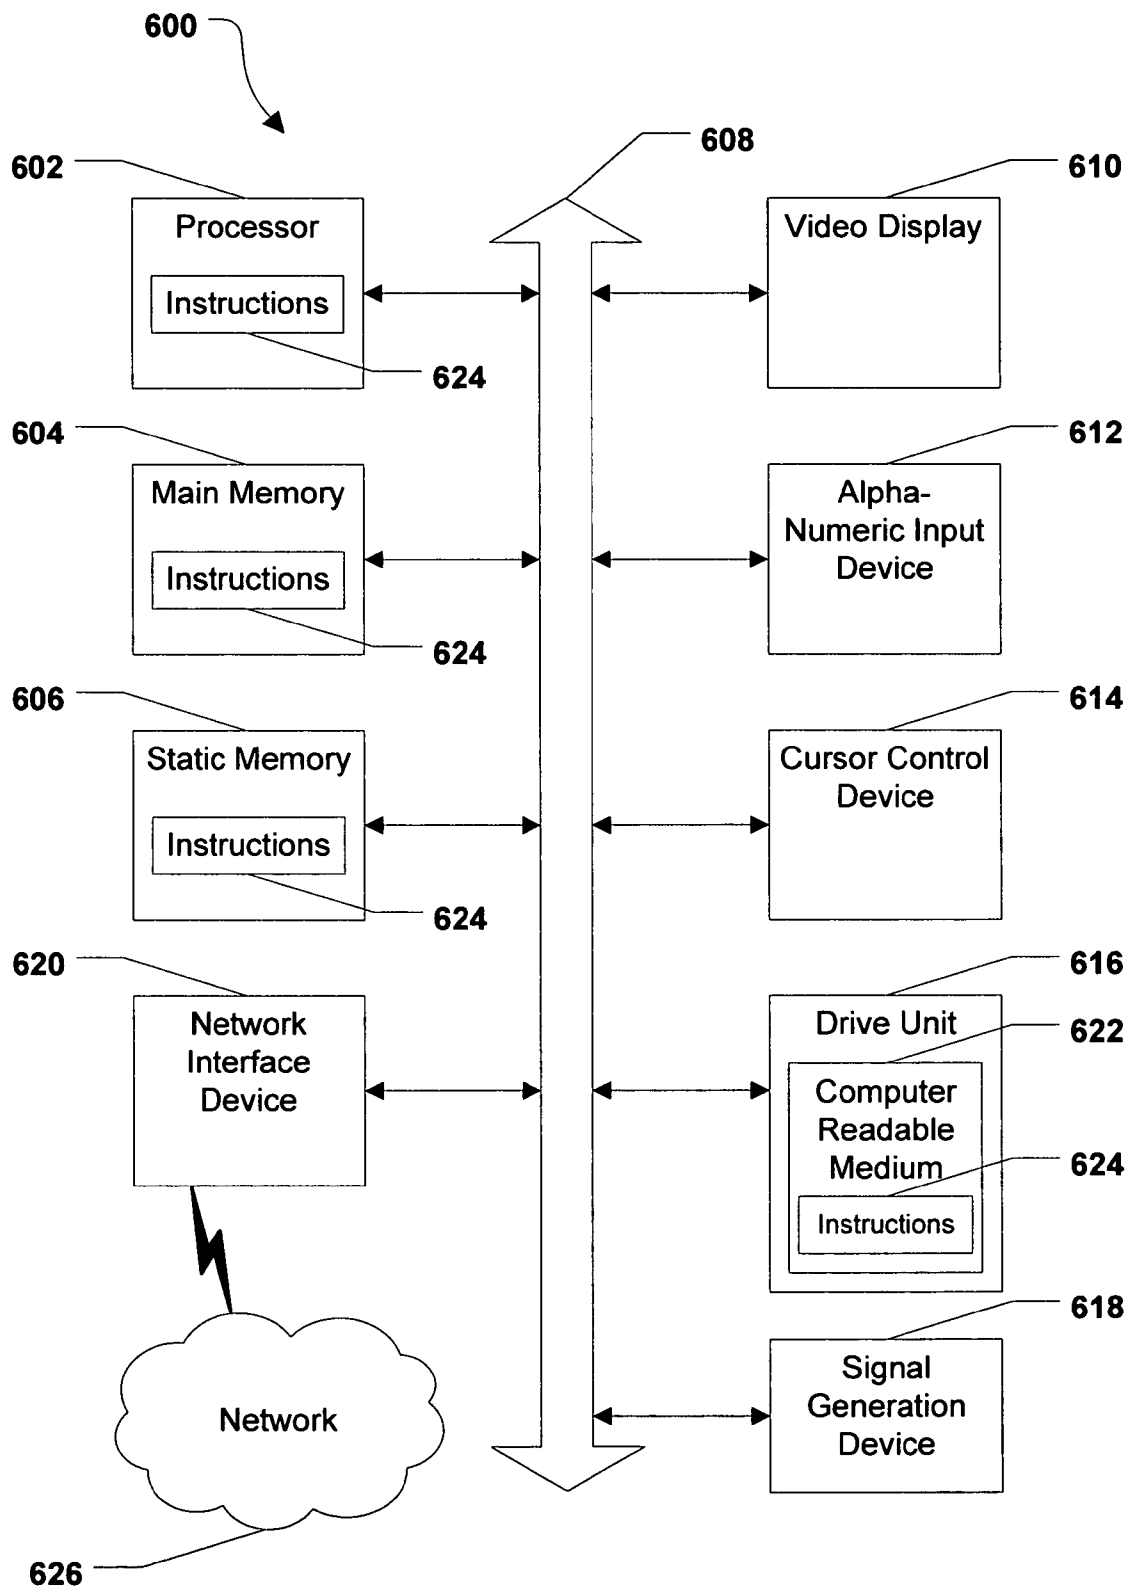 600
608
602
610
Processor
Video Display
Instructions
624
604
612
Main Memory
Alpha-
Numeric Input
Device
Instructions
624
606
614
Static Memory
Cursor Control
Device
Instructions
624
620
616
Network
Interface
Device
Drive Unit
622
Computer
Readable
Medium
624
Instructions
618
Signal
Generation
Device
Network
626